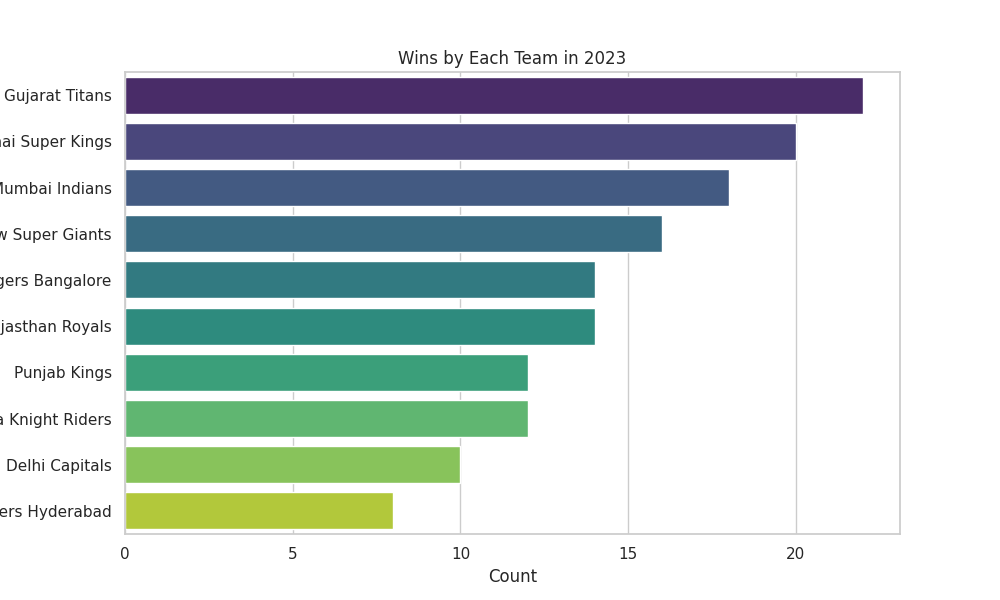 Wins by Each Team in 2023
Gujarat Titans
ai Super Kings
Mumbai Indians
w Super Giants
gers Bangalore
jasthan Royals
Punjab Kings
a Knight Riders
Delhi Capitals
ers Hyderabad
0 5 10 15 20
Count